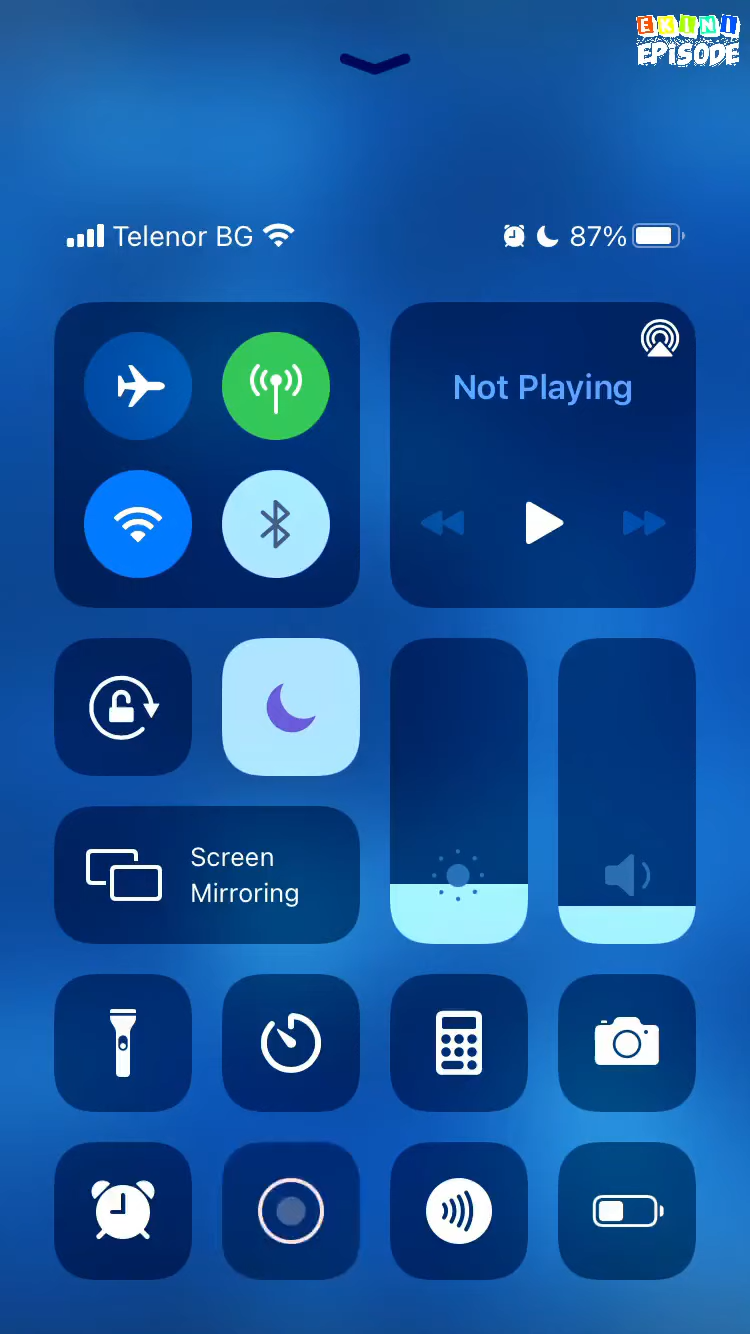 EKINI
EPISODE
Telenor BG
87%
Not Playing
Screen
Mirroring